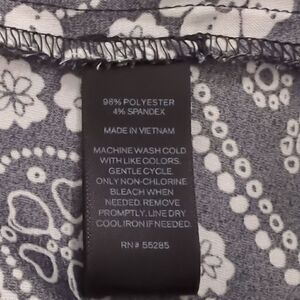 96% POLYESTER
4% SPANDEX
MADE IN VIETNAM
MACHINE WASH COLD
WITH LIKE COLORS.
GENTLE CYCLE.
ONLY NON-CHLORINE
BLEACH WHEN
NEEDED. REMOVE
PROMPTLY. LINE DRY
COOL IRON IF NEEDED.
RN# 55285